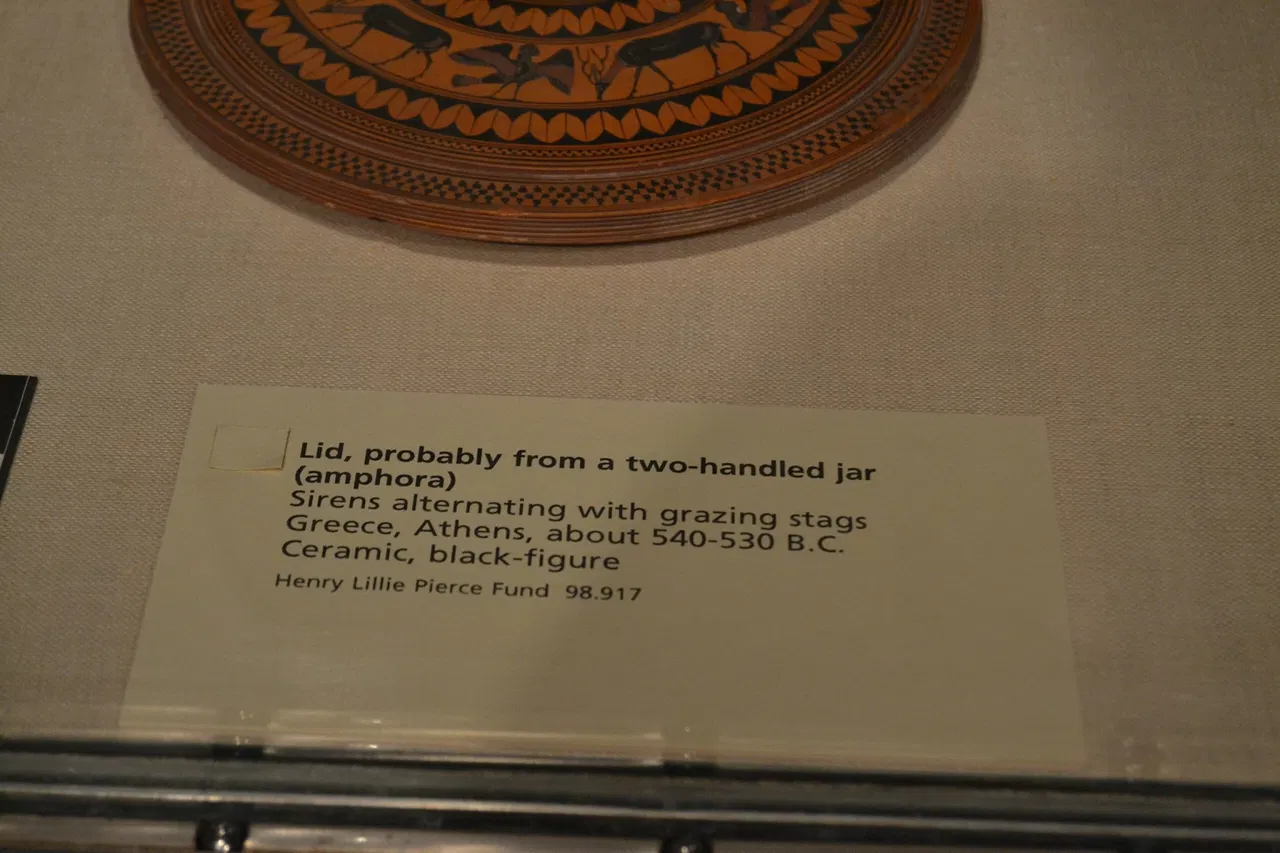 Lid, probably from a two-handled jar
(amphora)
Sirens alternating with grazing stags
Greece, Athens, about 540-530 B.C.
Ceramic, black-figure
Henry Lillie Pierce Fund 98.917